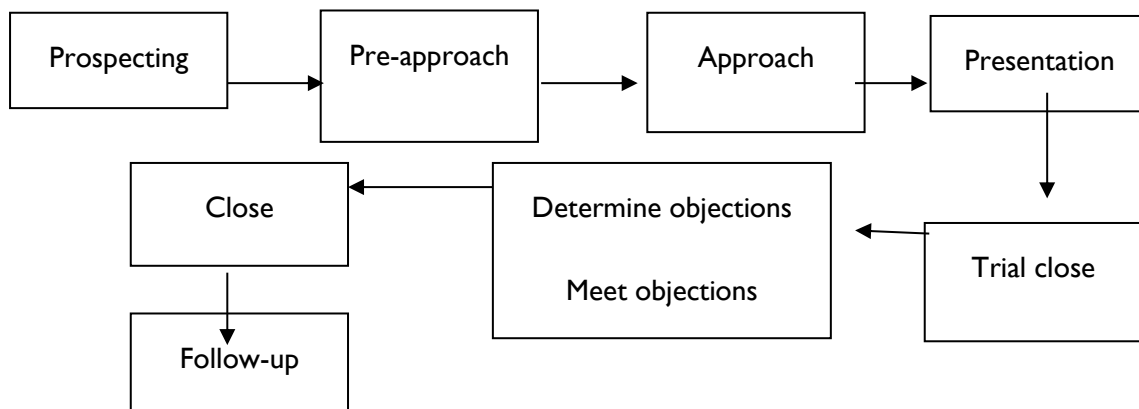 Prospecting
Pre-approach
Approach
Presentation
Trial close
Determine objections
Meet objections
Close
Follow-up